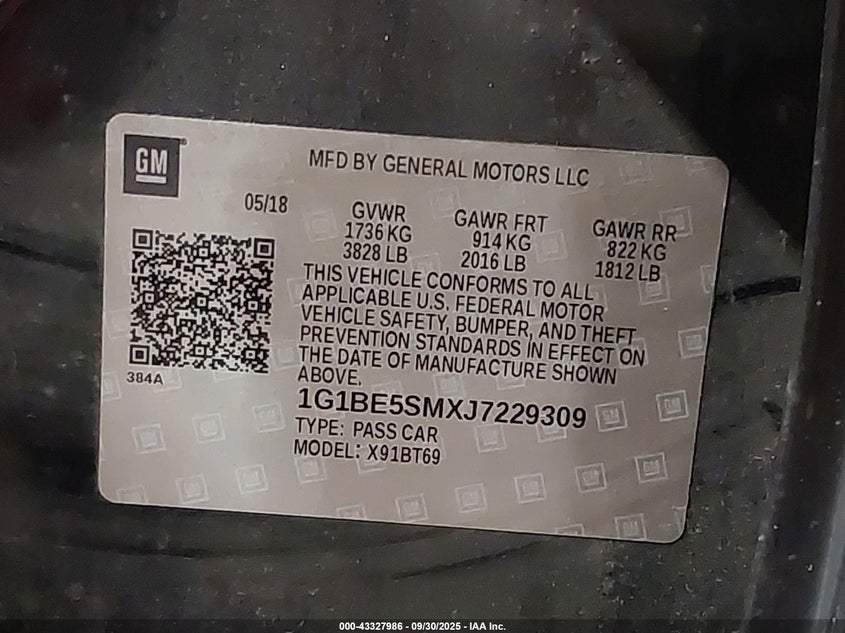 GM
MFD BY GENERAL MOTORS LLC
05/18
GVWR
1736 KG
3828 LB
GAWR FRT
914 KG
2016 LB
GAWR RR
822 KG
1812 LB
THIS VEHICLE CONFORMS TO ALL
APPLICABLE U.S. FEDERAL MOTOR
VEHICLE SAFETY, BUMPER, AND THEFT
PREVENTION STANDARDS IN EFFECT ON
THE DATE OF MANUFACTURE SHOWN
ABOVE.
384A
1G1BE5SMXJ7229309
TYPE: PASS CAR
MODEL: X91BT69
000-43327986 - 09/30/2025 - IAA Inc.